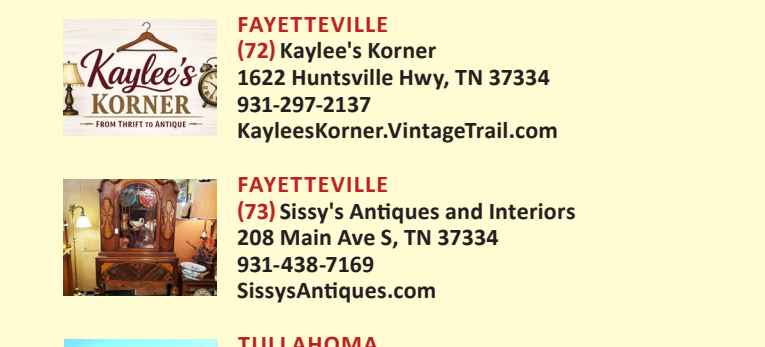 Kaylee's
KORNER
FROM THRIFT TO ANTIQUE
FAYETTEVILLE
(72) Kaylee's Korner
1622 Huntsville Hwy, TN 37334
931-297-2137
KayleesKorner.VintageTrail.com
FAYETTEVILLE
(73) Sissy's Antiques and Interiors
208 Main Ave S, TN 37334
931-438-7169
SissysAntiques.com
TULLAHOMA